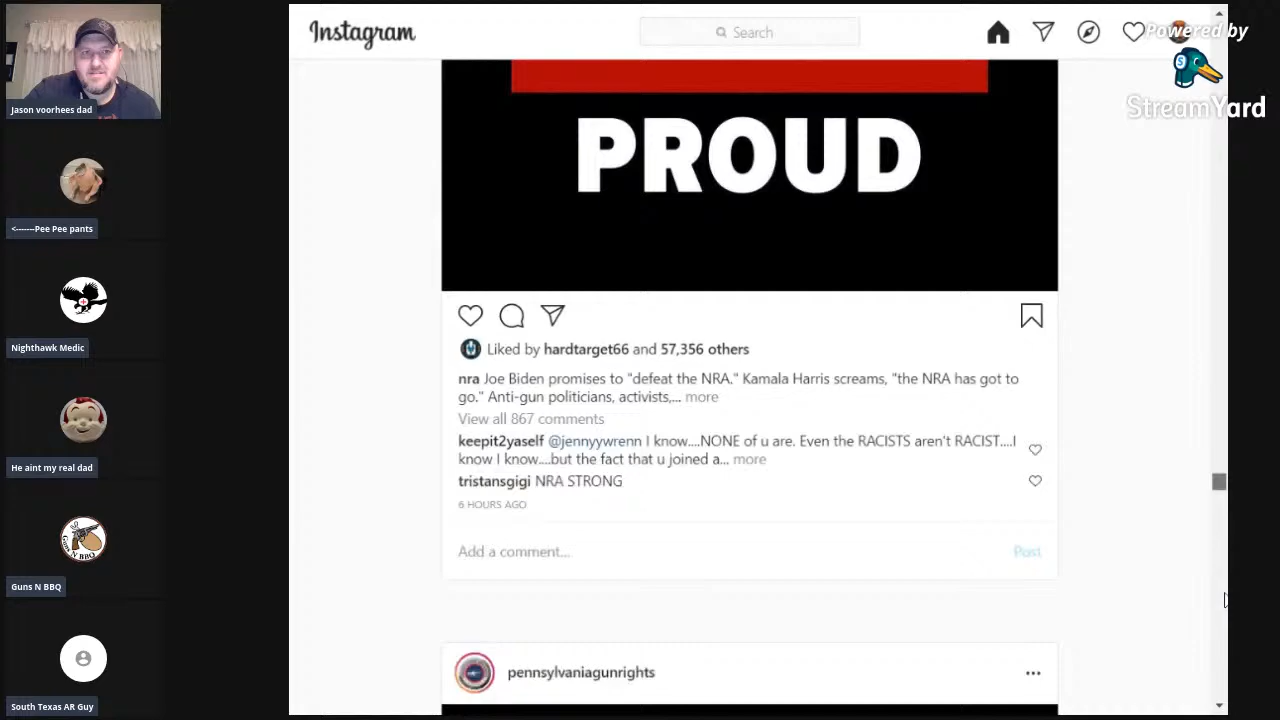 Jason voorhees dad
<-------Pee Pee pants
Nighthawk Medic
He aint my real dad
Guns N BBQ
Guns N BBQ
South Texas AR Guy
Instagram
Search
Powered by
StreamYard
PROUD
Liked by hardtarget66 and 57,356 others
nra Joe Biden promises to "defeat the NRA." Kamala Harris screams, "the NRA has got to
go." Anti-gun politicians, activists,... more
View all 867 comments
keepit2yaself @jennyywrenn I know....NONE of u are. Even the RACISTS aren't RACIST....I
know I know....but the fact that u joined a... more
tristansgigi NRA STRONG
6 HOURS AGO
Add a comment...
Post
pennsylvaniagunrights